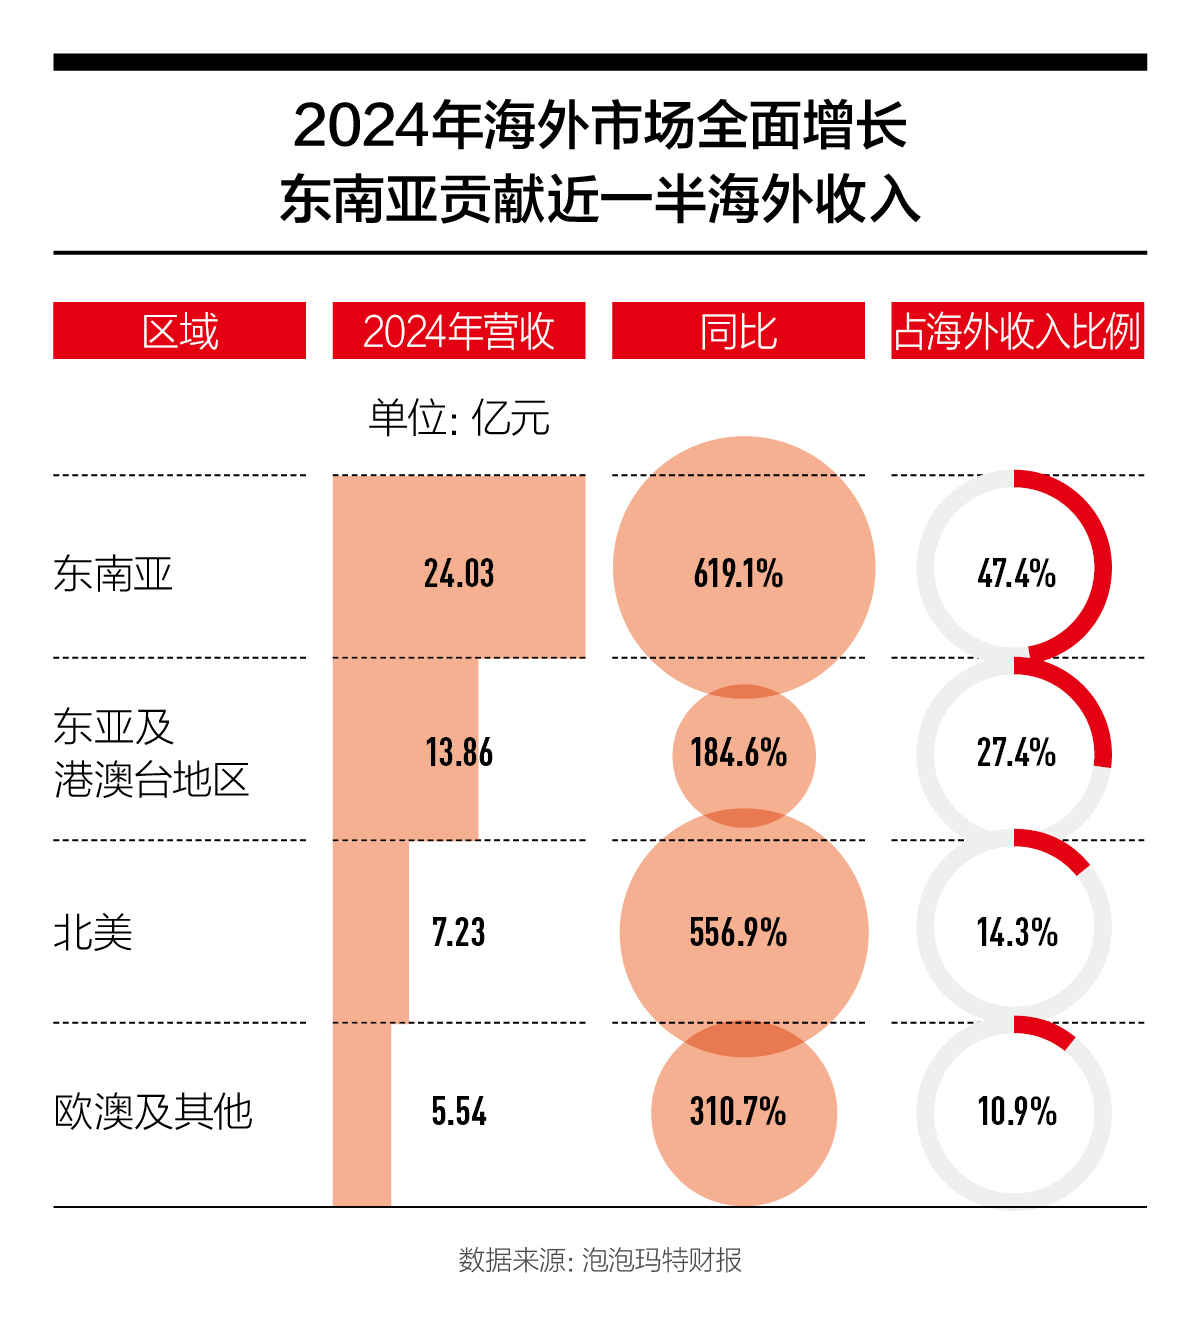 2024年海外市场全面增长
东南亚贡献近一半海外收入
区域 2024年营收 同比 占海外收入比例
单位: 亿元
东南亚 24.03 619.1% 47.4%
东亚及
港澳台地区 13.86 184.6% 27.4%
北美 7.23 556.9% 14.3%
欧澳及其他 5.54 310.7% 10.9%
数据来源: 泡泡玛特财报